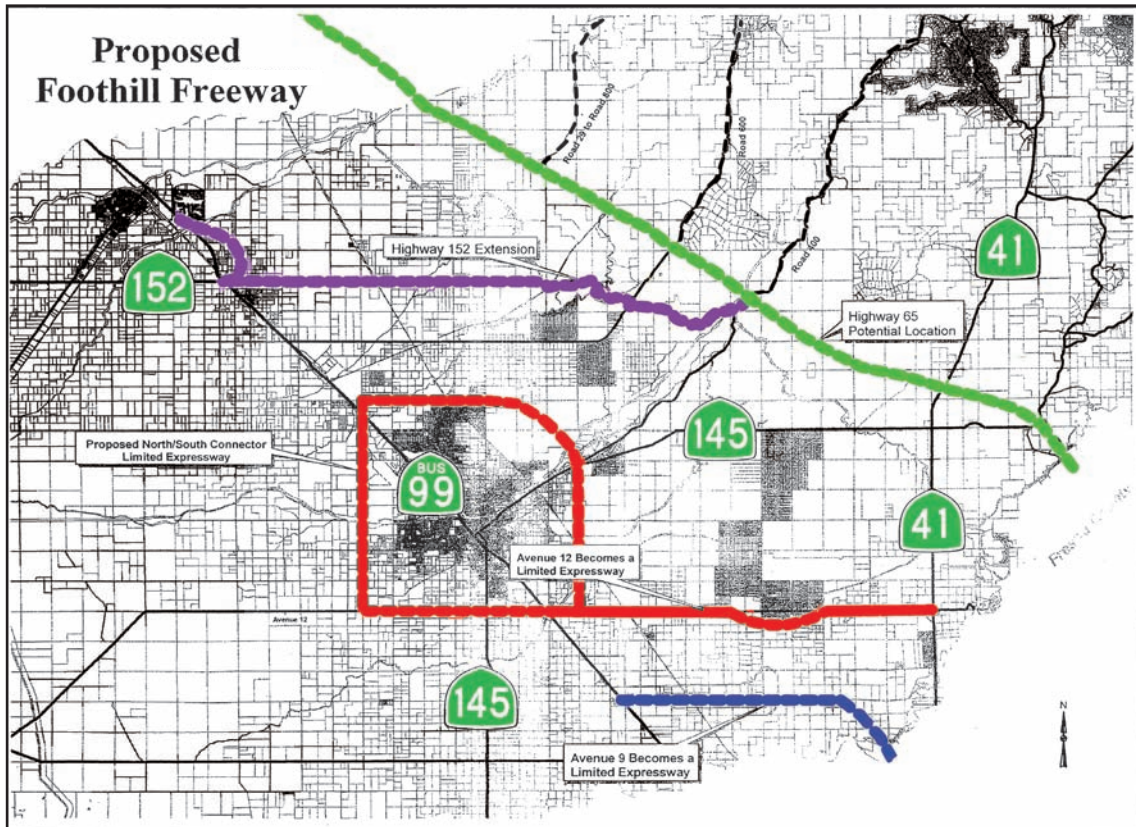 Proposed
Foothill Freeway
Road 29 to Road 600
Road 600
Highway 152 Extension
Road 400
41
152
Highway 65
Potential Location
145
Proposed North/South Connector
Limited Expressway
BUS
99
41
Fresno County
Avenue 12 Becomes a
Limited Expressway
Avenue 12
145
N
Avenue 9 Becomes a
Limited Expressway